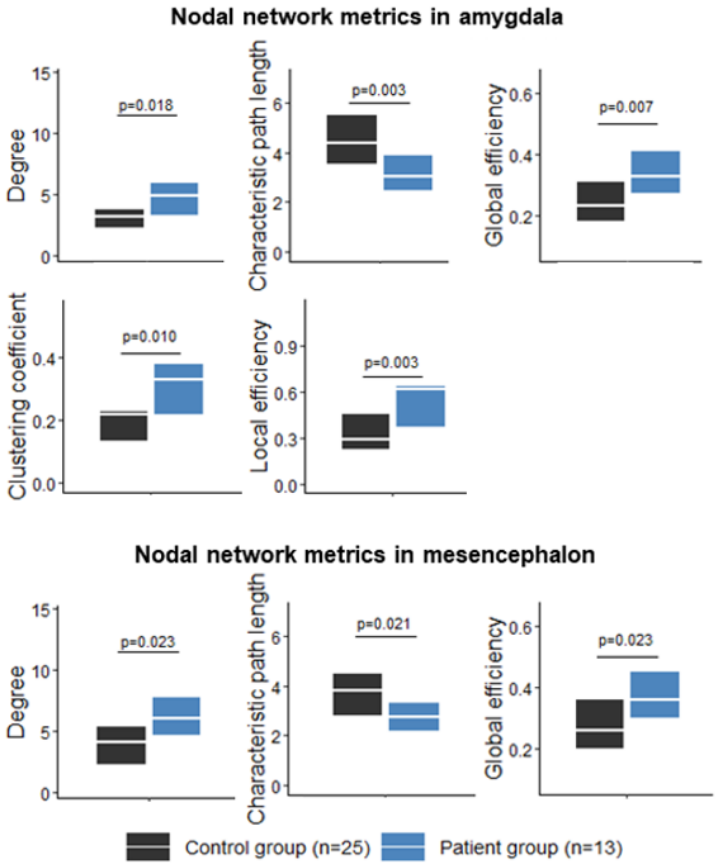 Nodal network metrics in amygdala
Degree
15
10
5
0
p=0.018
Characteristic path length
6
4
2
0
p=0.003
Global efficiency
0.6
0.4
0.2
p=0.007
Clustering coefficient
0.4
0.2
0.0
p=0.010
Local efficiency
0.9
0.6
0.3
0.0
p=0.003
Nodal network metrics in mesencephalon
Degree
15
10
5
0
p=0.023
Characteristic path length
6
4
2
0
p=0.021
Global efficiency
0.6
0.4
0.2
p=0.023
Control group (n=25)
Patient group (n=13)